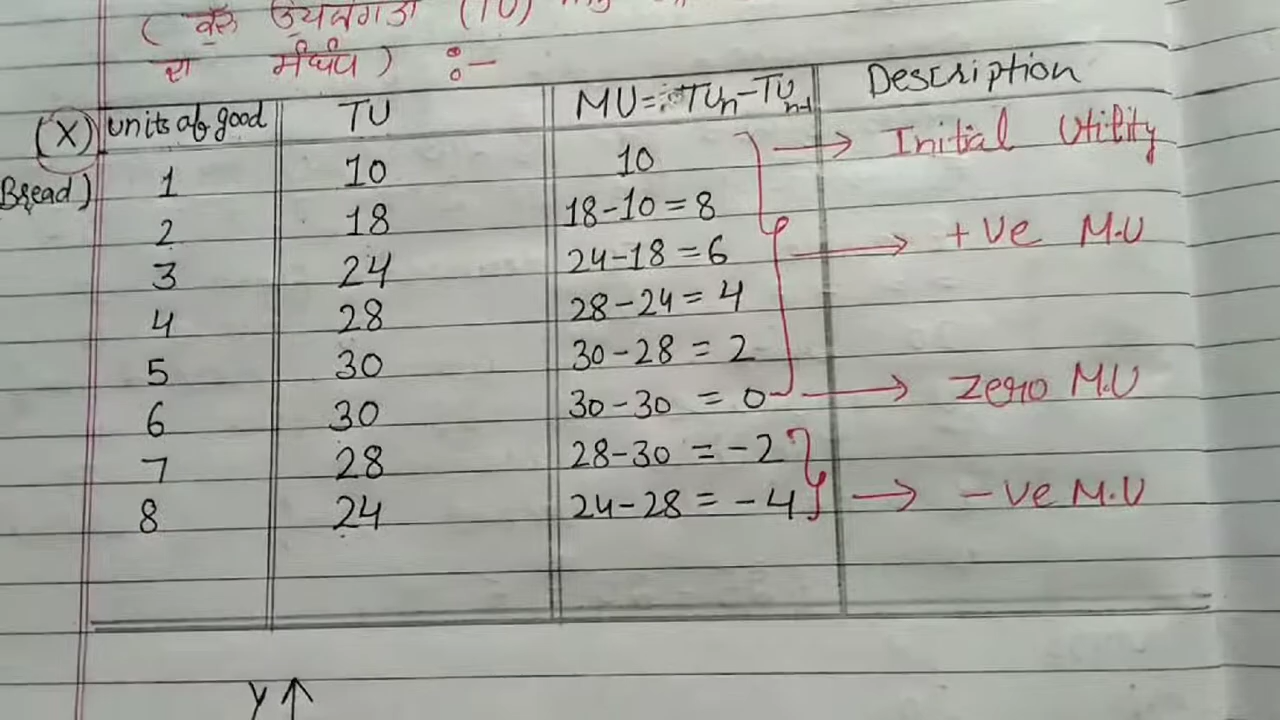 ( ਕੁੱਲ (TU)
ਦਾ ਸੰਬੰਧ ) :-
(X) units of good TU MU = TUn - TUn-1 Description
Bread) 1 10 10 → Initial Utility
2 18 18-10 = 8
3 24 24-18 = 6 → +ve M.U
4 28 28-24 = 4
5 30 30-28 = 2
6 30 30-30 = 0 → zero M.U
7 28 28-30 = -2
8 24 24-28 = -4 → -ve M.U
Y ↑